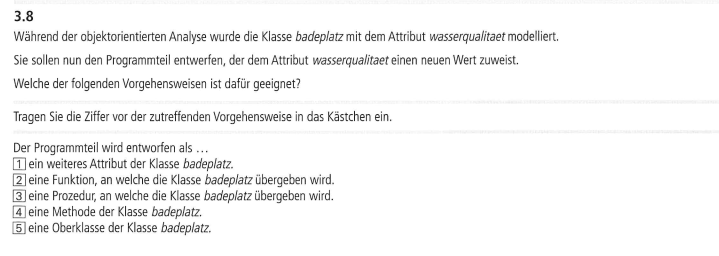 3.8
Während der objektorientierten Analyse wurde die Klasse badeplatz mit dem Attribut wasserqualitaet modelliert.
Sie sollen nun den Programmteil entwerfen, der dem Attribut wasserqualitaet einen neuen Wert zuweist.
Welche der folgenden Vorgehensweisen ist dafür geeignet?
Tragen Sie die Ziffer vor der zutreffenden Vorgehensweise in das Kästchen ein.
Der Programmteil wird entworfen als …
1 ein weiteres Attribut der Klasse badeplatz.
2 eine Funktion, an welche die Klasse badeplatz übergeben wird.
3 eine Prozedur, an welche die Klasse badeplatz übergeben wird.
4 eine Methode der Klasse badeplatz.
5 eine Oberklasse der Klasse badeplatz.